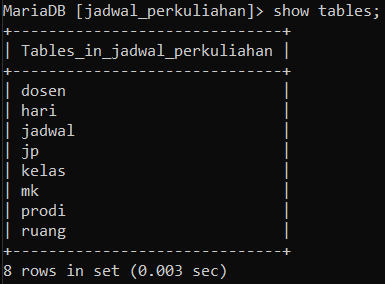 MariaDB [jadwal_perkuliahan]> show tables;
+------------------------------+
| Tables_in_jadwal_perkuliahan |
+------------------------------+
| dosen                        |
| hari                         |
| jadwal                       |
| jp                           |
| kelas                        |
| mk                           |
| prodi                        |
| ruang                        |
+------------------------------+
8 rows in set (0.003 sec)